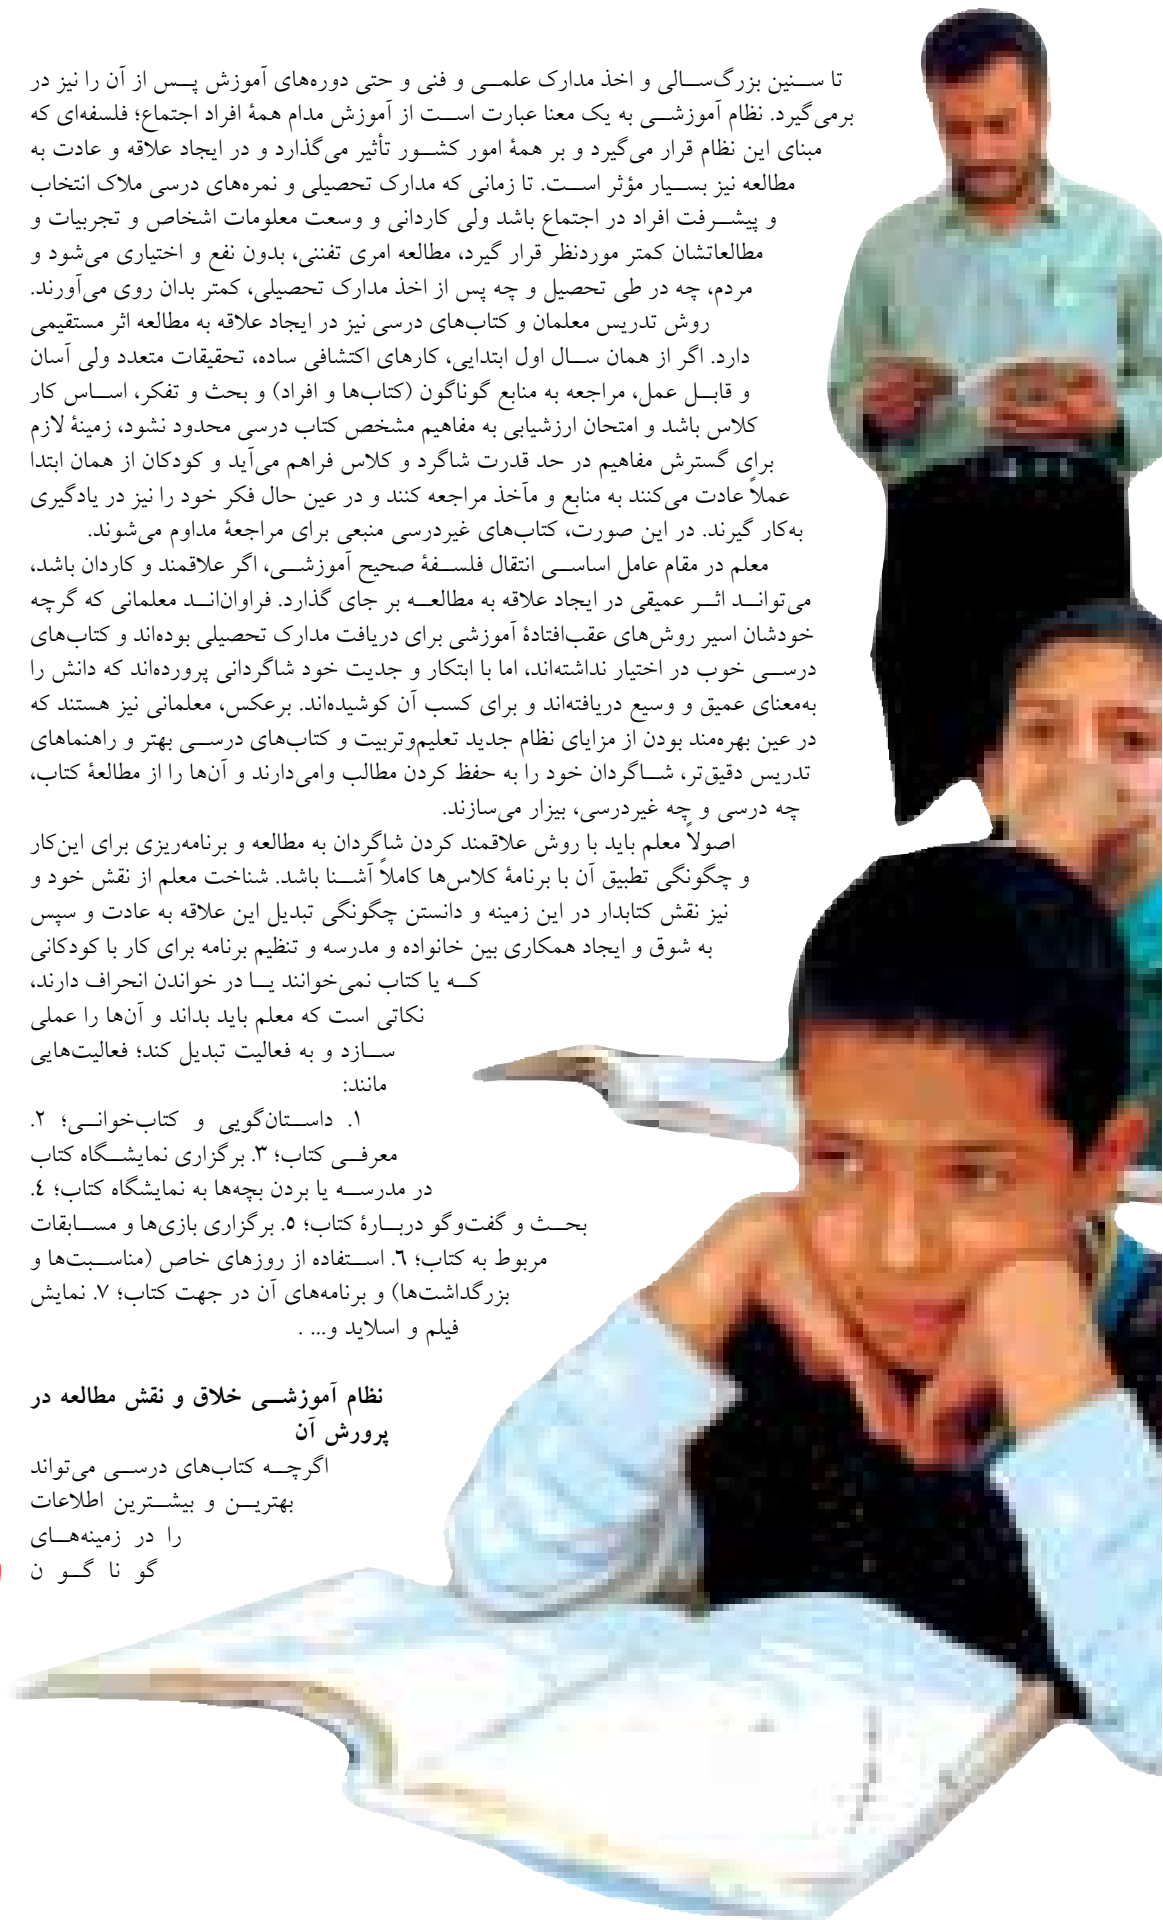 تا سنین بزرگ‌سالی و اخذ مدارک علمی و فنی و حتی دوره‌های آموزش پس از آن را نیز در
برمی‌گیرد. نظام آموزشی به یک معنا عبارت است از آموزش مدام همهٔ افراد اجتماع؛ فلسفه‌ای که
مبنای این نظام قرار می‌گیرد و بر همهٔ امور کشور تأثیر می‌گذارد و در ایجاد علاقه و عادت به
مطالعه نیز بسیار مؤثر است. تا زمانی که مدارک تحصیلی و نمره‌های درسی ملاک انتخاب
و پیشرفت افراد در اجتماع باشد ولی کاردانی و وسعت معلومات اشخاص و تجربیات و
مطالعاتشان کمتر موردنظر قرار گیرد، مطالعه امری تفننی، بدون نفع و اختیاری می‌شود و
مردم، چه در طی تحصیل و چه پس از اخذ مدارک تحصیلی، کمتر بدان روی می‌آورند.
روش تدریس معلمان و کتاب‌های درسی نیز در ایجاد علاقه به مطالعه اثر مستقیمی
دارد. اگر از همان سال اول ابتدایی، کارهای اکتشافی ساده، تحقیقات متعدد ولی آسان
و قابل عمل، مراجعه به منابع گوناگون (کتاب‌ها و افراد) و بحث و تفکر، اساس کار
کلاس باشد و امتحان ارزشیابی به مفاهیم مشخص کتاب درسی محدود نشود، زمینهٔ لازم
برای گسترش مفاهیم در حد قدرت شاگرد و کلاس فراهم می‌آید و کودکان از همان ابتدا
عملاً عادت می‌کنند به منابع و مآخذ مراجعه کنند و در عین حال فکر خود را نیز در یادگیری
به‌کار گیرند. در این صورت، کتاب‌های غیردرسی منبعی برای مراجعهٔ مداوم می‌شوند.
معلم در مقام عامل اساسی انتقال فلسفهٔ صحیح آموزشی، اگر علاقمند و کاردان باشد،
می‌تواند اثر عمیقی در ایجاد علاقه به مطالعه بر جای گذارد. فراوان‌اند معلمانی که گرچه
خودشان اسیر روش‌های عقب‌افتادهٔ آموزشی برای دریافت مدارک تحصیلی بوده‌اند و کتاب‌های
درسی خوب در اختیار نداشته‌اند، اما با ابتکار و جدیت خود شاگردانی پرورده‌اند که دانش را
به‌معنای عمیق و وسیع دریافته‌اند و برای کسب آن کوشیده‌اند. برعکس، معلمانی نیز هستند که
در عین بهره‌مند بودن از مزایای نظام جدید تعلیم‌وتربیت و کتاب‌های درسی بهتر و راهنماهای
تدریس دقیق‌تر، شاگردان خود را به حفظ کردن مطالب وامی‌دارند و آن‌ها را از مطالعهٔ کتاب،
چه درسی و چه غیردرسی، بیزار می‌سازند.
اصولاً معلم باید با روش علاقمند کردن شاگردان به مطالعه و برنامه‌ریزی برای این‌کار
و چگونگی تطبیق آن با برنامهٔ کلاس‌ها کاملاً آشنا باشد. شناخت معلم از نقش خود و
نیز نقش کتابدار در این زمینه و دانستن چگونگی تبدیل این علاقه به عادت و سپس
به شوق و ایجاد همکاری بین خانواده و مدرسه و تنظیم برنامه برای کار با کودکانی
که یا کتاب نمی‌خوانند یا در خواندن انحراف دارند،
نکاتی است که معلم باید بداند و آن‌ها را عملی
سازد و به فعالیت تبدیل کند؛ فعالیت‌هایی
مانند:
۱. داستان‌گویی و کتاب‌خوانی؛ ۲.
معرفی کتاب؛ ۳. برگزاری نمایشگاه کتاب
در مدرسه یا بردن بچه‌ها به نمایشگاه کتاب؛ ۴.
بحث و گفت‌وگو دربارهٔ کتاب؛ ۵. برگزاری بازی‌ها و مسابقات
مربوط به کتاب؛ ۶. استفاده از روزهای خاص (مناسبت‌ها و
بزرگداشت‌ها) و برنامه‌های آن در جهت کتاب؛ ۷. نمایش
فیلم و اسلاید و... .
نظام آموزشی خلاق و نقش مطالعه در
پرورش آن
اگرچه کتاب‌های درسی می‌تواند
بهترین و بیشترین اطلاعات
را در زمینه‌های
گو نا گو ن